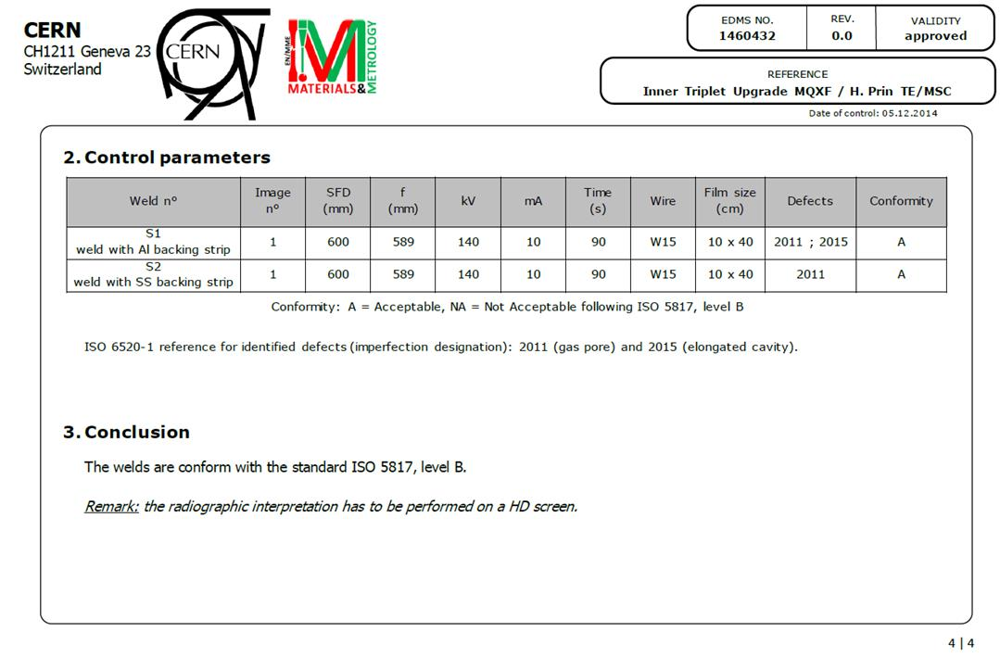 CERN
CH1211 Geneva 23
Switzerland
CERN
EN/MME
MATERIALS&
METROLOGY
EDMS NO.
1460432
REV.
0.0
VALIDITY
approved
REFERENCE
Inner Triplet Upgrade MQXF / H. Prin TE/MSC
Date of control: 05.12.2014
2. Control parameters
Weld n° Image n° SFD (mm) f (mm) kV mA Time (s) Wire Film size (cm) Defects Conformity
S1
weld with Al backing strip 1 600 589 140 10 90 W15 10 x 40 2011 ; 2015 A
S2
weld with SS backing strip 1 600 589 140 10 90 W15 10 x 40 2011 A
Conformity: A = Acceptable, NA = Not Acceptable following ISO 5817, level B
ISO 6520-1 reference for identified defects (imperfection designation): 2011 (gas pore) and 2015 (elongated cavity).
3. Conclusion
The welds are conform with the standard ISO 5817, level B.
Remark: the radiographic interpretation has to be performed on a HD screen.
4 | 4